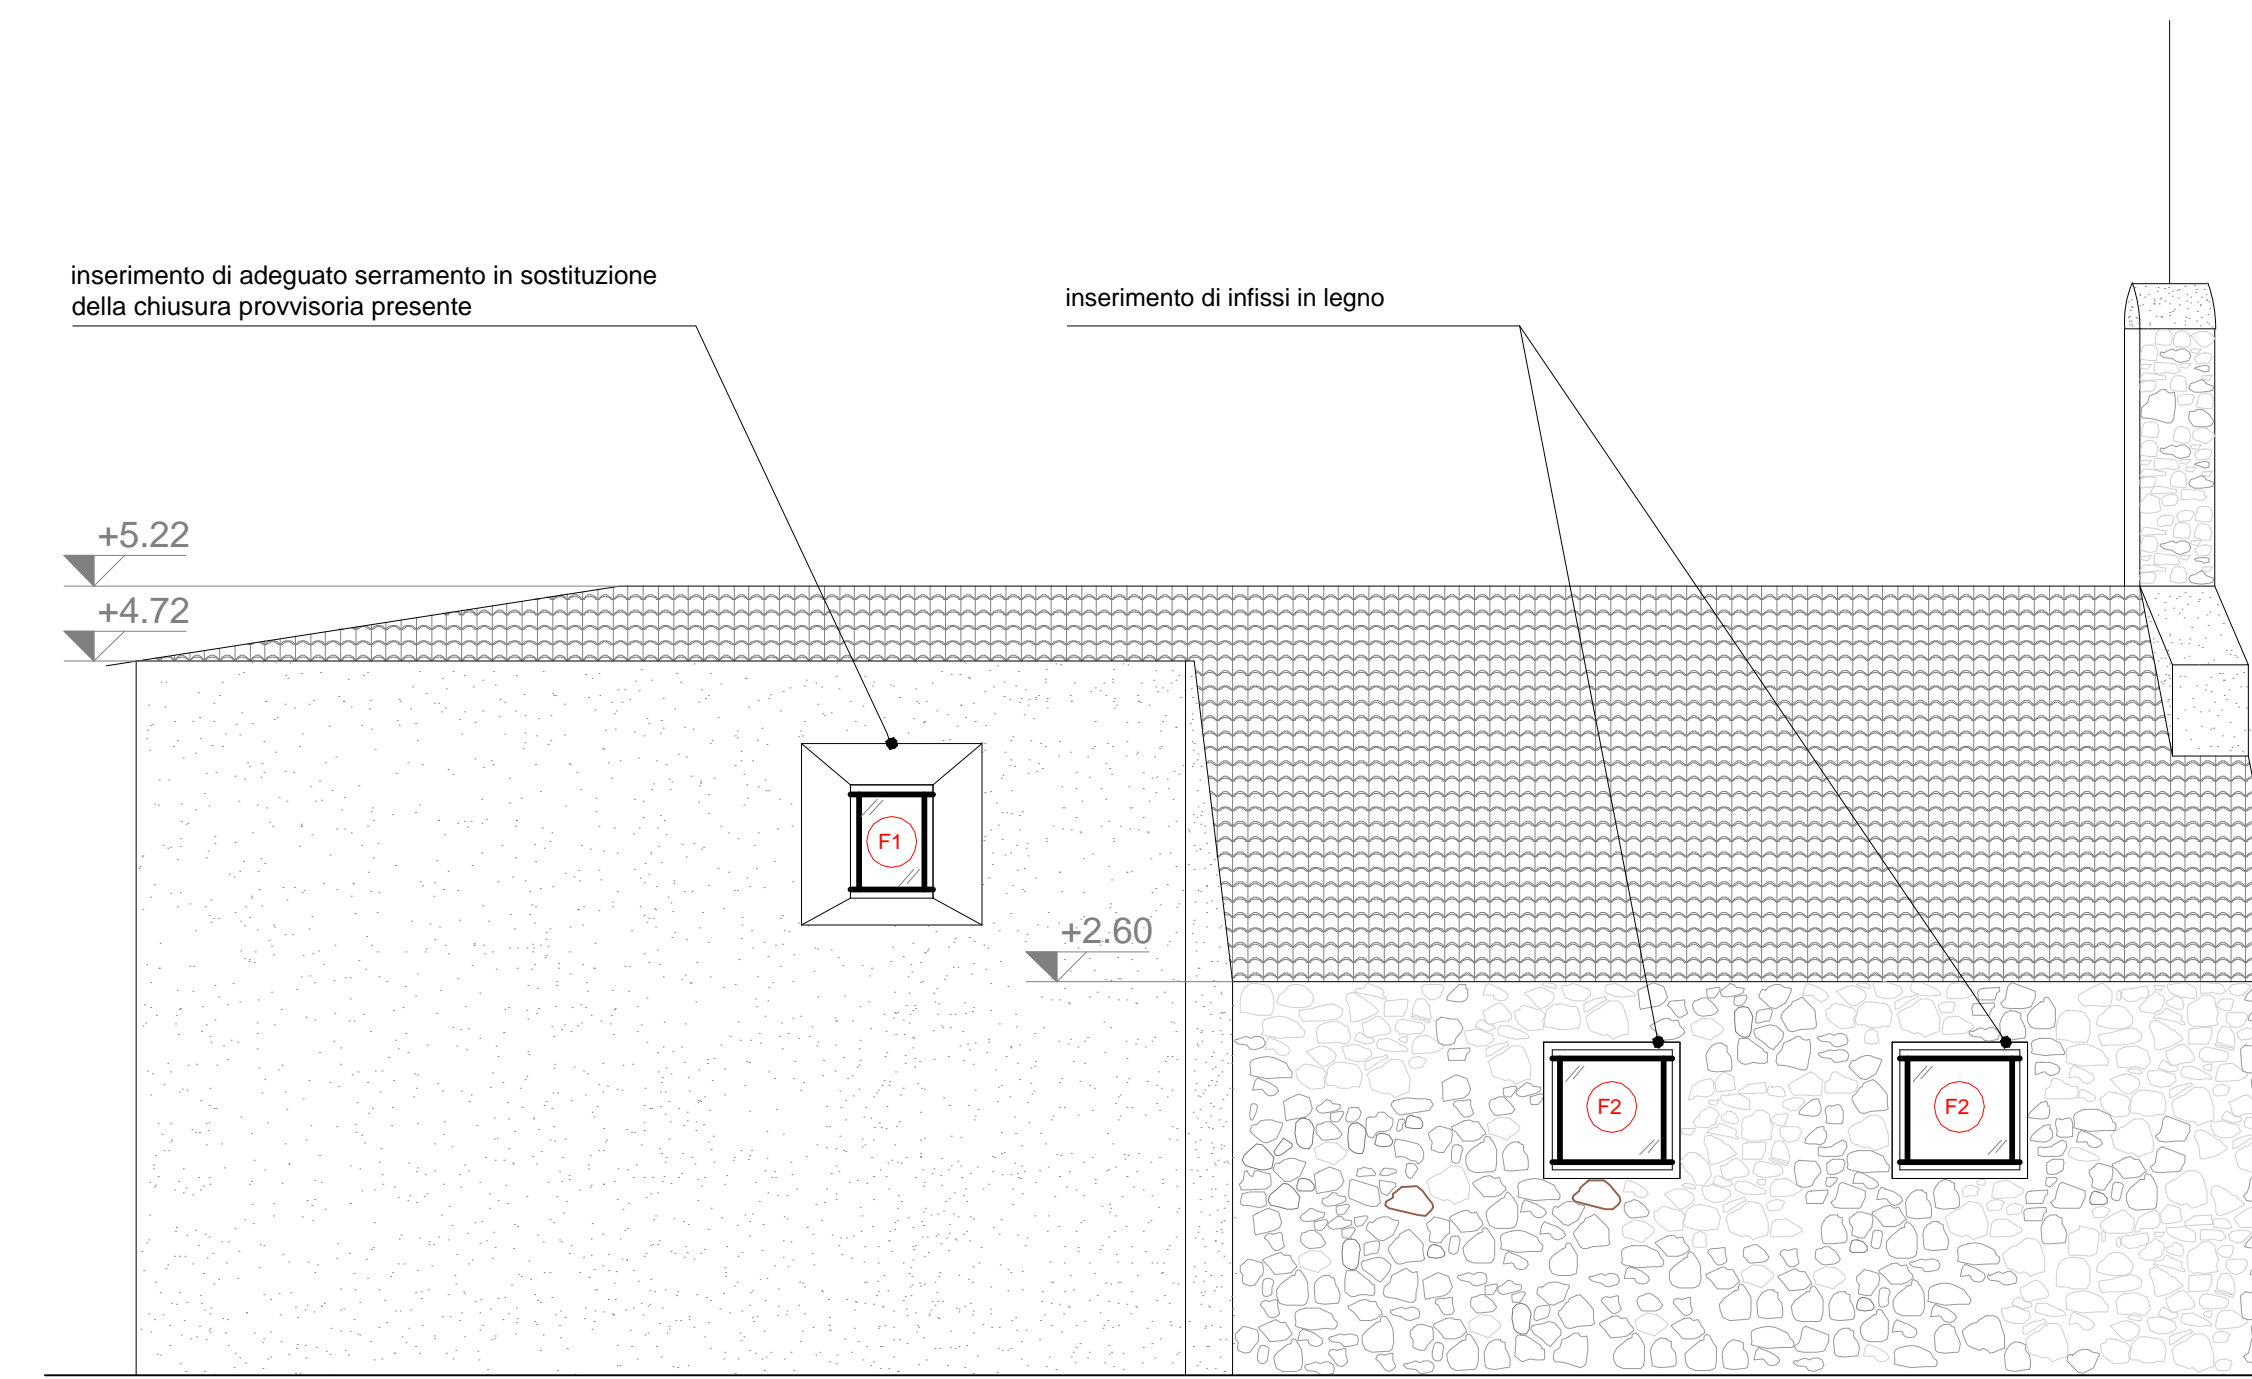 inserimento di adeguato serramento in sostituzione
della chiusura provvisoria presente
inserimento di infissi in legno
+5.22
+4.72
F1
+2.60
F2
F2